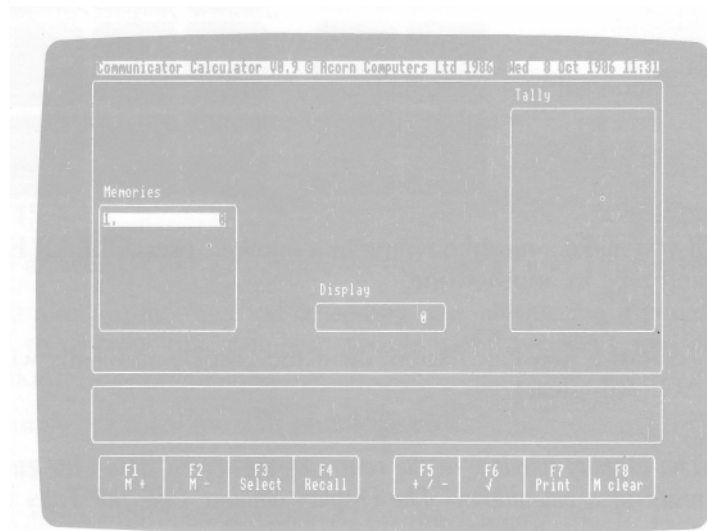 Communicator Calculator V0.9 © Acorn Computers Ltd 1986 Wed 8 Oct 1986 11:31
Tally
Memories
1. 0
Display
0
F1 F2 F3 F4 F5 F6 F7 F8
M + M - Select Recall + / - √ Print M clear